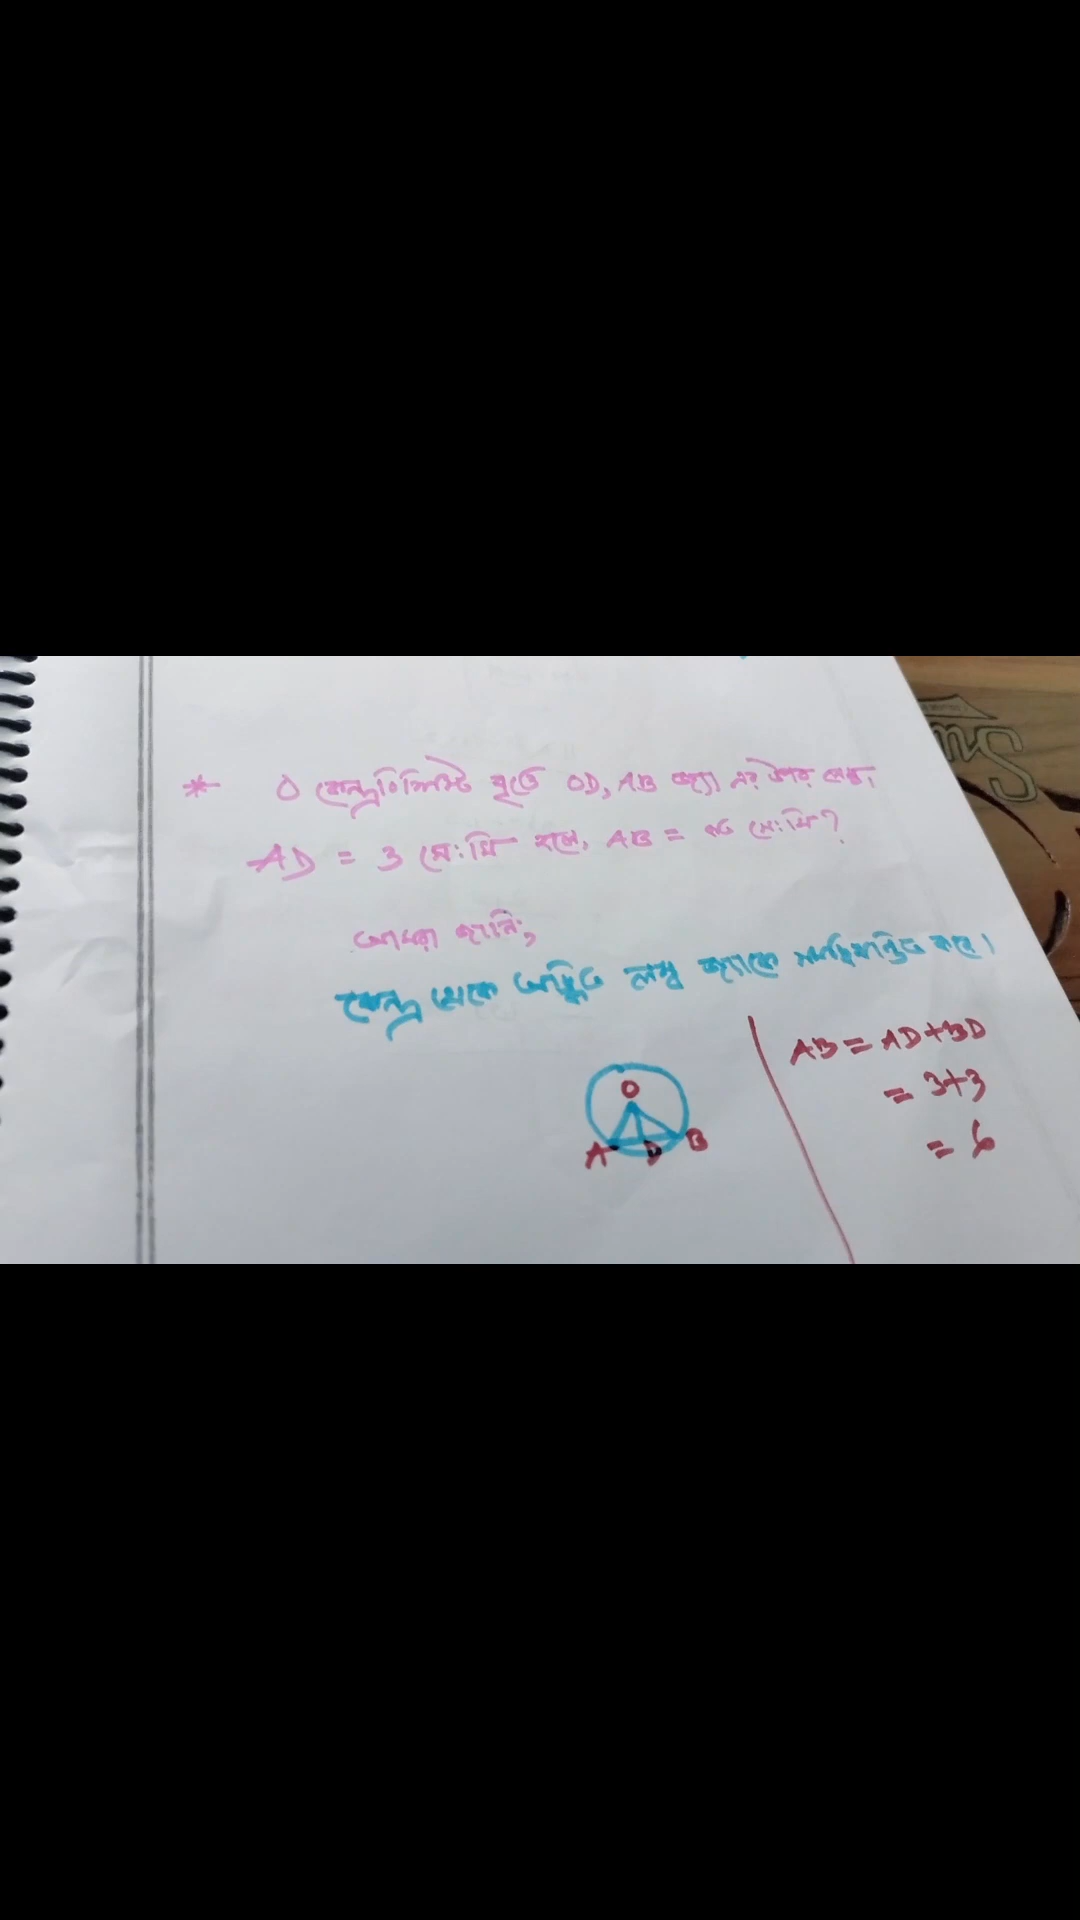 * O কেন্দ্রবিশিষ্ট বৃত্তে OD, AB জ্যা এর উপর লম্ব।
AD = 3 সে:মি হলে, AB = কত সে:মি?
আমরা জানি,
কেন্দ্র থেকে অঙ্কিত লম্ব জ্যাকে সমদ্বিখন্ডিত করে।
AB = AD+BD
= 3+3
= 6
O
A D B